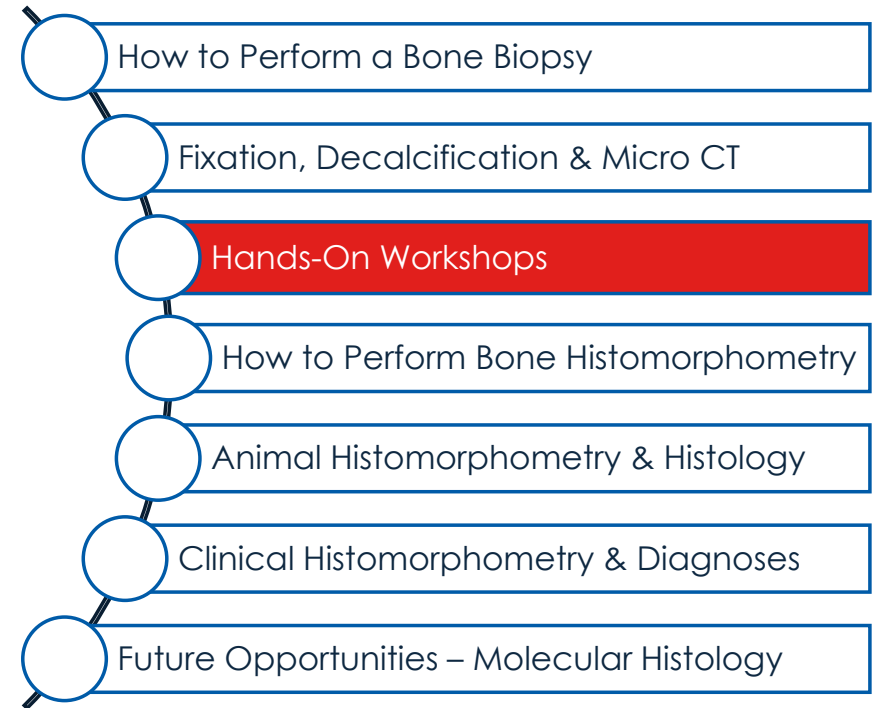 How to Perform a Bone Biopsy
Fixation, Decalcification & Micro CT
Hands-On Workshops
How to Perform Bone Histomorphometry
Animal Histomorphometry & Histology
Clinical Histomorphometry & Diagnoses
Future Opportunities – Molecular Histology